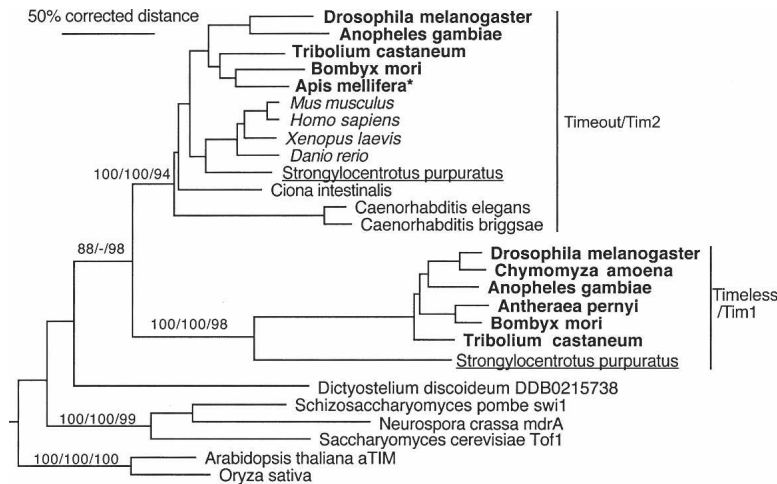 50% corrected distance
Drosophila melanogaster
Anopheles gambiae
Tribolium castaneum
Bombyx mori
Apis mellifera*
Mus musculus
Homo sapiens
Xenopus laevis
Danio rerio
Strongylocentrotus purpuratus
Ciona intestinalis
Caenorhabditis elegans
Caenorhabditis briggsae
Timeout/Tim2
100/100/94
88/-/98
Drosophila melanogaster
Chymomyza amoena
Anopheles gambiae
Antheraea pernyi
Bombyx mori
Tribolium castaneum
Strongylocentrotus purpuratus
Timeless
/Tim1
100/100/98
Dictyostelium discoideum DDB0215738
Schizosaccharyomyces pombe swi1
Neurospora crassa mdrA
Saccharyomyces cerevisiae Tof1
100/100/99
Arabidopsis thaliana aTIM
Oryza sativa
100/100/100